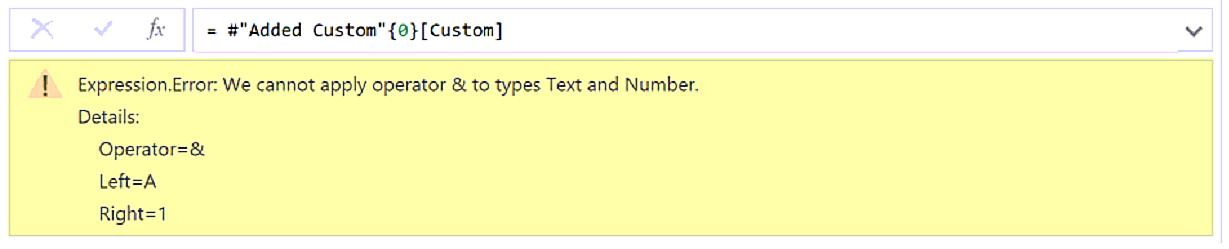 fx = #"Added Custom"{0}[Custom]
Expression.Error: We cannot apply operator & to types Text and Number.
Details:
Operator=&
Left=A
Right=1